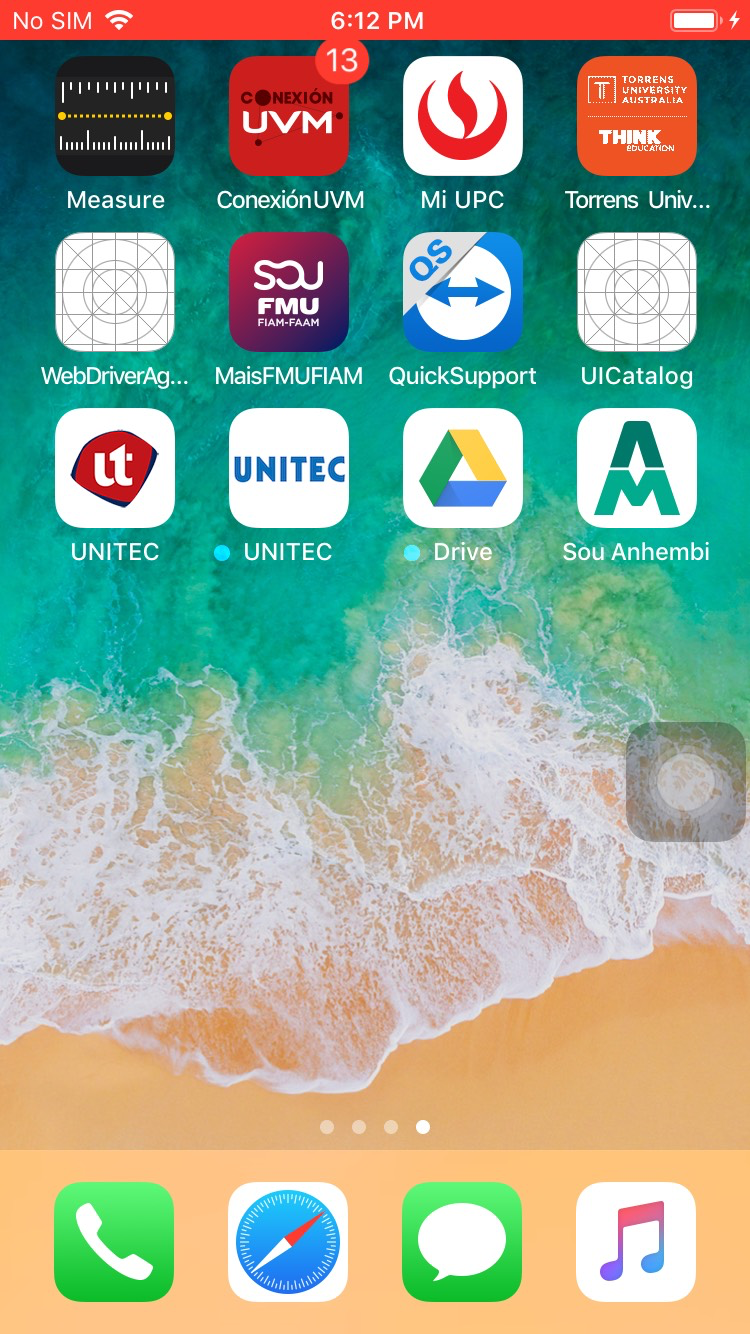 No SIM 6:12 PM
13
CONEXIÓN
UVM
TORRENS
UNIVERSITY
AUSTRALIA
THINK
EDUCATION
Measure ConexiónUVM Mi UPC Torrens Univ...
SOU
FMU
FIAM-FAAM
QS
WebDriverAg... MaisFMUFIAM QuickSupport UICatalog
ut
UNITEC
AM
UNITEC UNITEC Drive Sou Anhembi